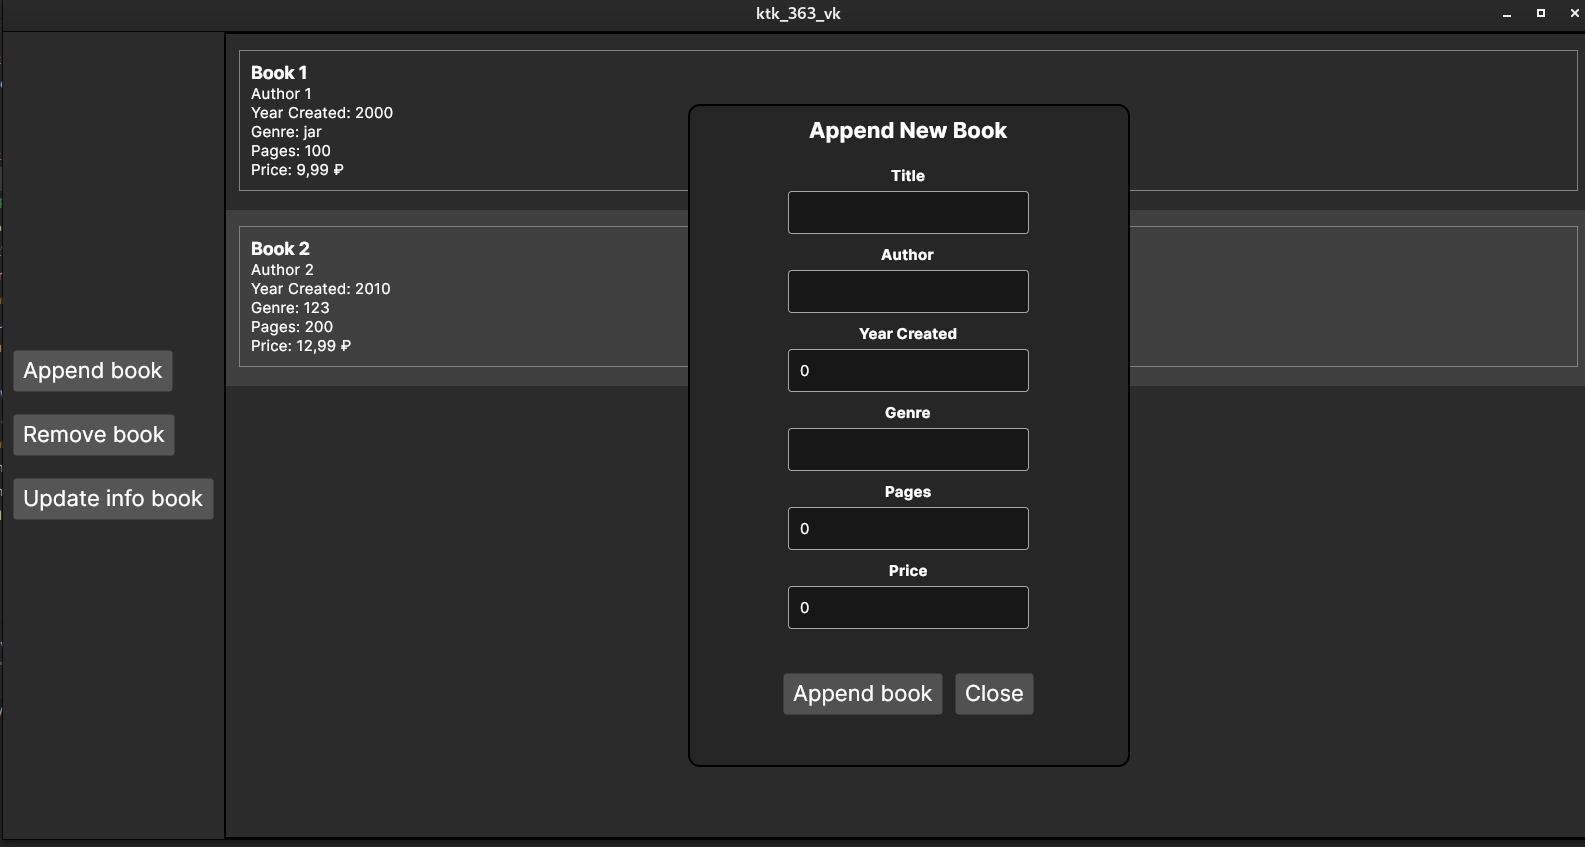 ktk_363_vk
Book 1
Author 1
Year Created: 2000
Genre: jar
Pages: 100
Price: 9,99 ₽
Book 2
Author 2
Year Created: 2010
Genre: 123
Pages: 200
Price: 12,99 ₽
Append book
Remove book
Update info book
Append New Book
Title
Author
Year Created
0
Genre
Pages
0
Price
0
Append book
Close